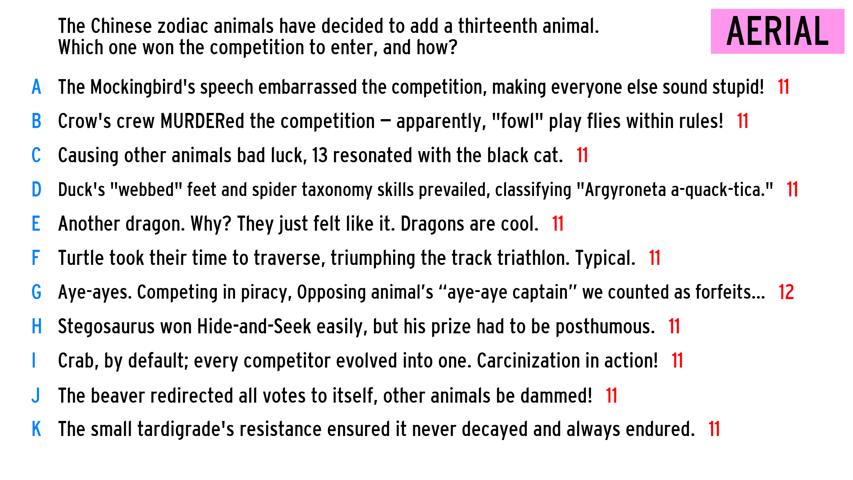 The Chinese zodiac animals have decided to add a thirteenth animal.
Which one won the competition to enter, and how?
AERIAL
A The Mockingbird's speech embarrassed the competition, making everyone else sound stupid! 11
B Crow's crew MURDERed the competition – apparently, "fowl" play flies within rules! 11
C Causing other animals bad luck, 13 resonated with the black cat. 11
D Duck's "webbed" feet and spider taxonomy skills prevailed, classifying "Argyroneta a-quack-tica." 11
E Another dragon. Why? They just felt like it. Dragons are cool. 11
F Turtle took their time to traverse, triumphing the track triathlon. Typical. 11
G Aye-ayes. Competing in piracy, Opposing animal's “aye-aye captain” we counted as forfeits... 12
H Stegosaurus won Hide-and-Seek easily, but his prize had to be posthumous. 11
I Crab, by default; every competitor evolved into one. Carcinization in action! 11
J The beaver redirected all votes to itself, other animals be dammed! 11
K The small tardigrade's resistance ensured it never decayed and always endured. 11